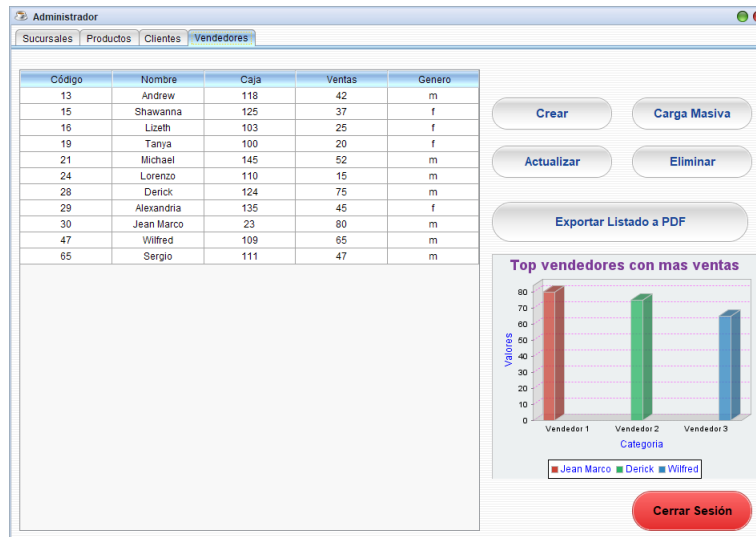 Administrador
Sucursales Productos Clientes Vendedores
Código Nombre Caja Ventas Genero
13 Andrew 118 42 m
15 Shawanna 125 37 f
16 Lizeth 103 25 f
19 Tanya 100 20 f
21 Michael 145 52 m
24 Lorenzo 110 15 m
28 Derick 124 75 m
29 Alexandria 135 45 f
30 Jean Marco 23 80 m
47 Wilfred 109 65 m
65 Sergio 111 47 m
Crear Carga Masiva
Actualizar Eliminar
Exportar Listado a PDF
Top vendedores con mas ventas
Valores
80
70
60
50
40
30
20
10
0
Vendedor 1 Vendedor 2 Vendedor 3
Categoria
Jean Marco Derick Wilfred
Cerrar Sesión